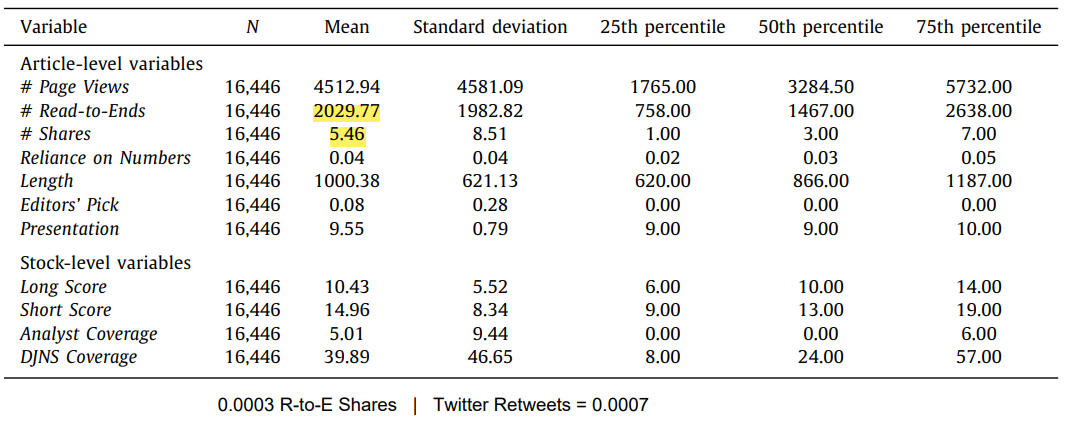 Variable N Mean Standard deviation 25th percentile 50th percentile 75th percentile
Article-level variables
# Page Views 16,446 4512.94 4581.09 1765.00 3284.50 5732.00
# Read-to-Ends 16,446 2029.77 1982.82 758.00 1467.00 2638.00
# Shares 16,446 5.46 8.51 1.00 3.00 7.00
Reliance on Numbers 16,446 0.04 0.04 0.02 0.03 0.05
Length 16,446 1000.38 621.13 620.00 866.00 1187.00
Editors' Pick 16,446 0.08 0.28 0.00 0.00 0.00
Presentation 16,446 9.55 0.79 9.00 9.00 10.00
Stock-level variables
Long Score 16,446 10.43 5.52 6.00 10.00 14.00
Short Score 16,446 14.96 8.34 9.00 13.00 19.00
Analyst Coverage 16,446 5.01 9.44 0.00 0.00 6.00
DJNS Coverage 16,446 39.89 46.65 8.00 24.00 57.00
0.0003 R-to-E Shares | Twitter Retweets = 0.0007